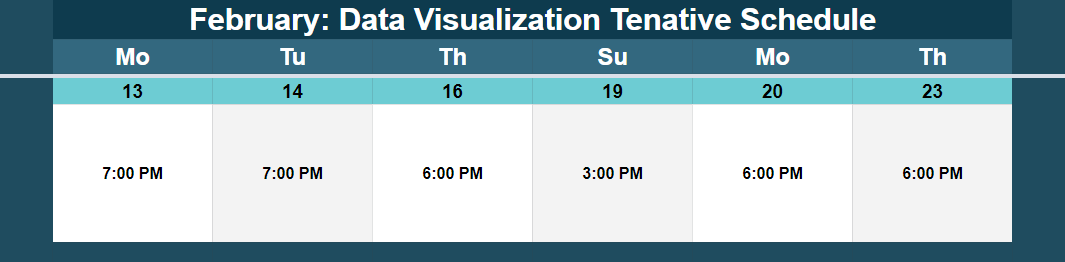 February: Data Visualization Tenative Schedule
Mo Tu Th Su Mo Th
13 14 16 19 20 23
7:00 PM 7:00 PM 6:00 PM 3:00 PM 6:00 PM 6:00 PM